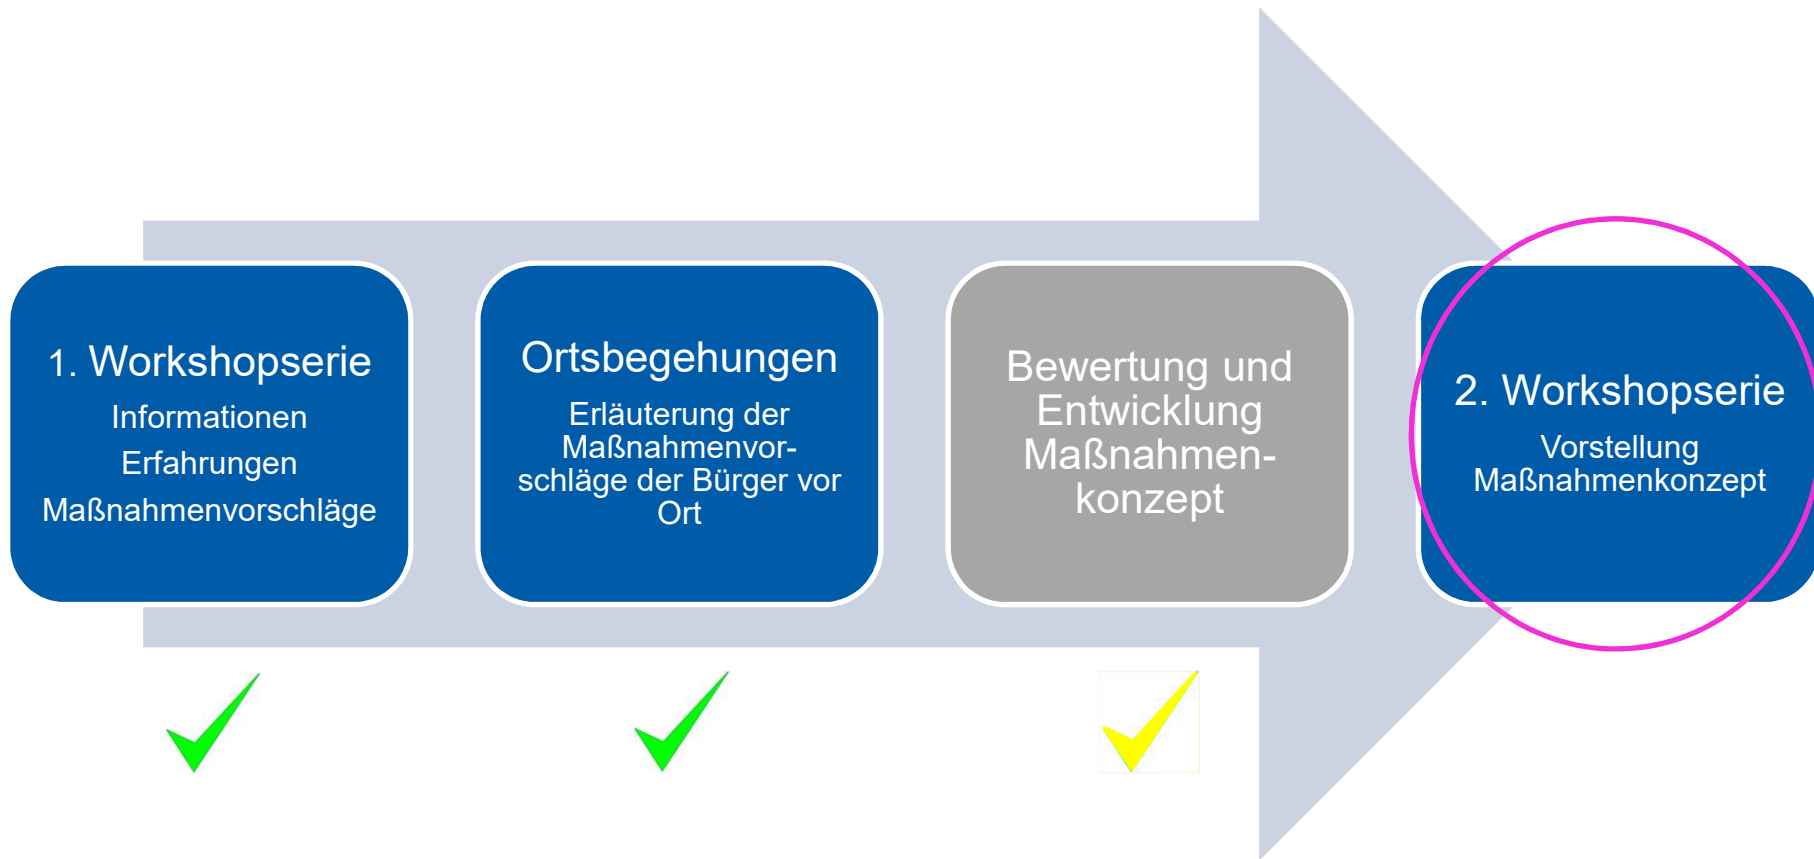 1. Workshopserie
Informationen
Erfahrungen
Maßnahmenvorschläge
Ortsbegehungen
Erläuterung der
Maßnahmenvor-
schläge der Bürger vor
Ort
Bewertung und
Entwicklung
Maßnahmen-
konzept
2. Workshopserie
Vorstellung
Maßnahmenkonzept